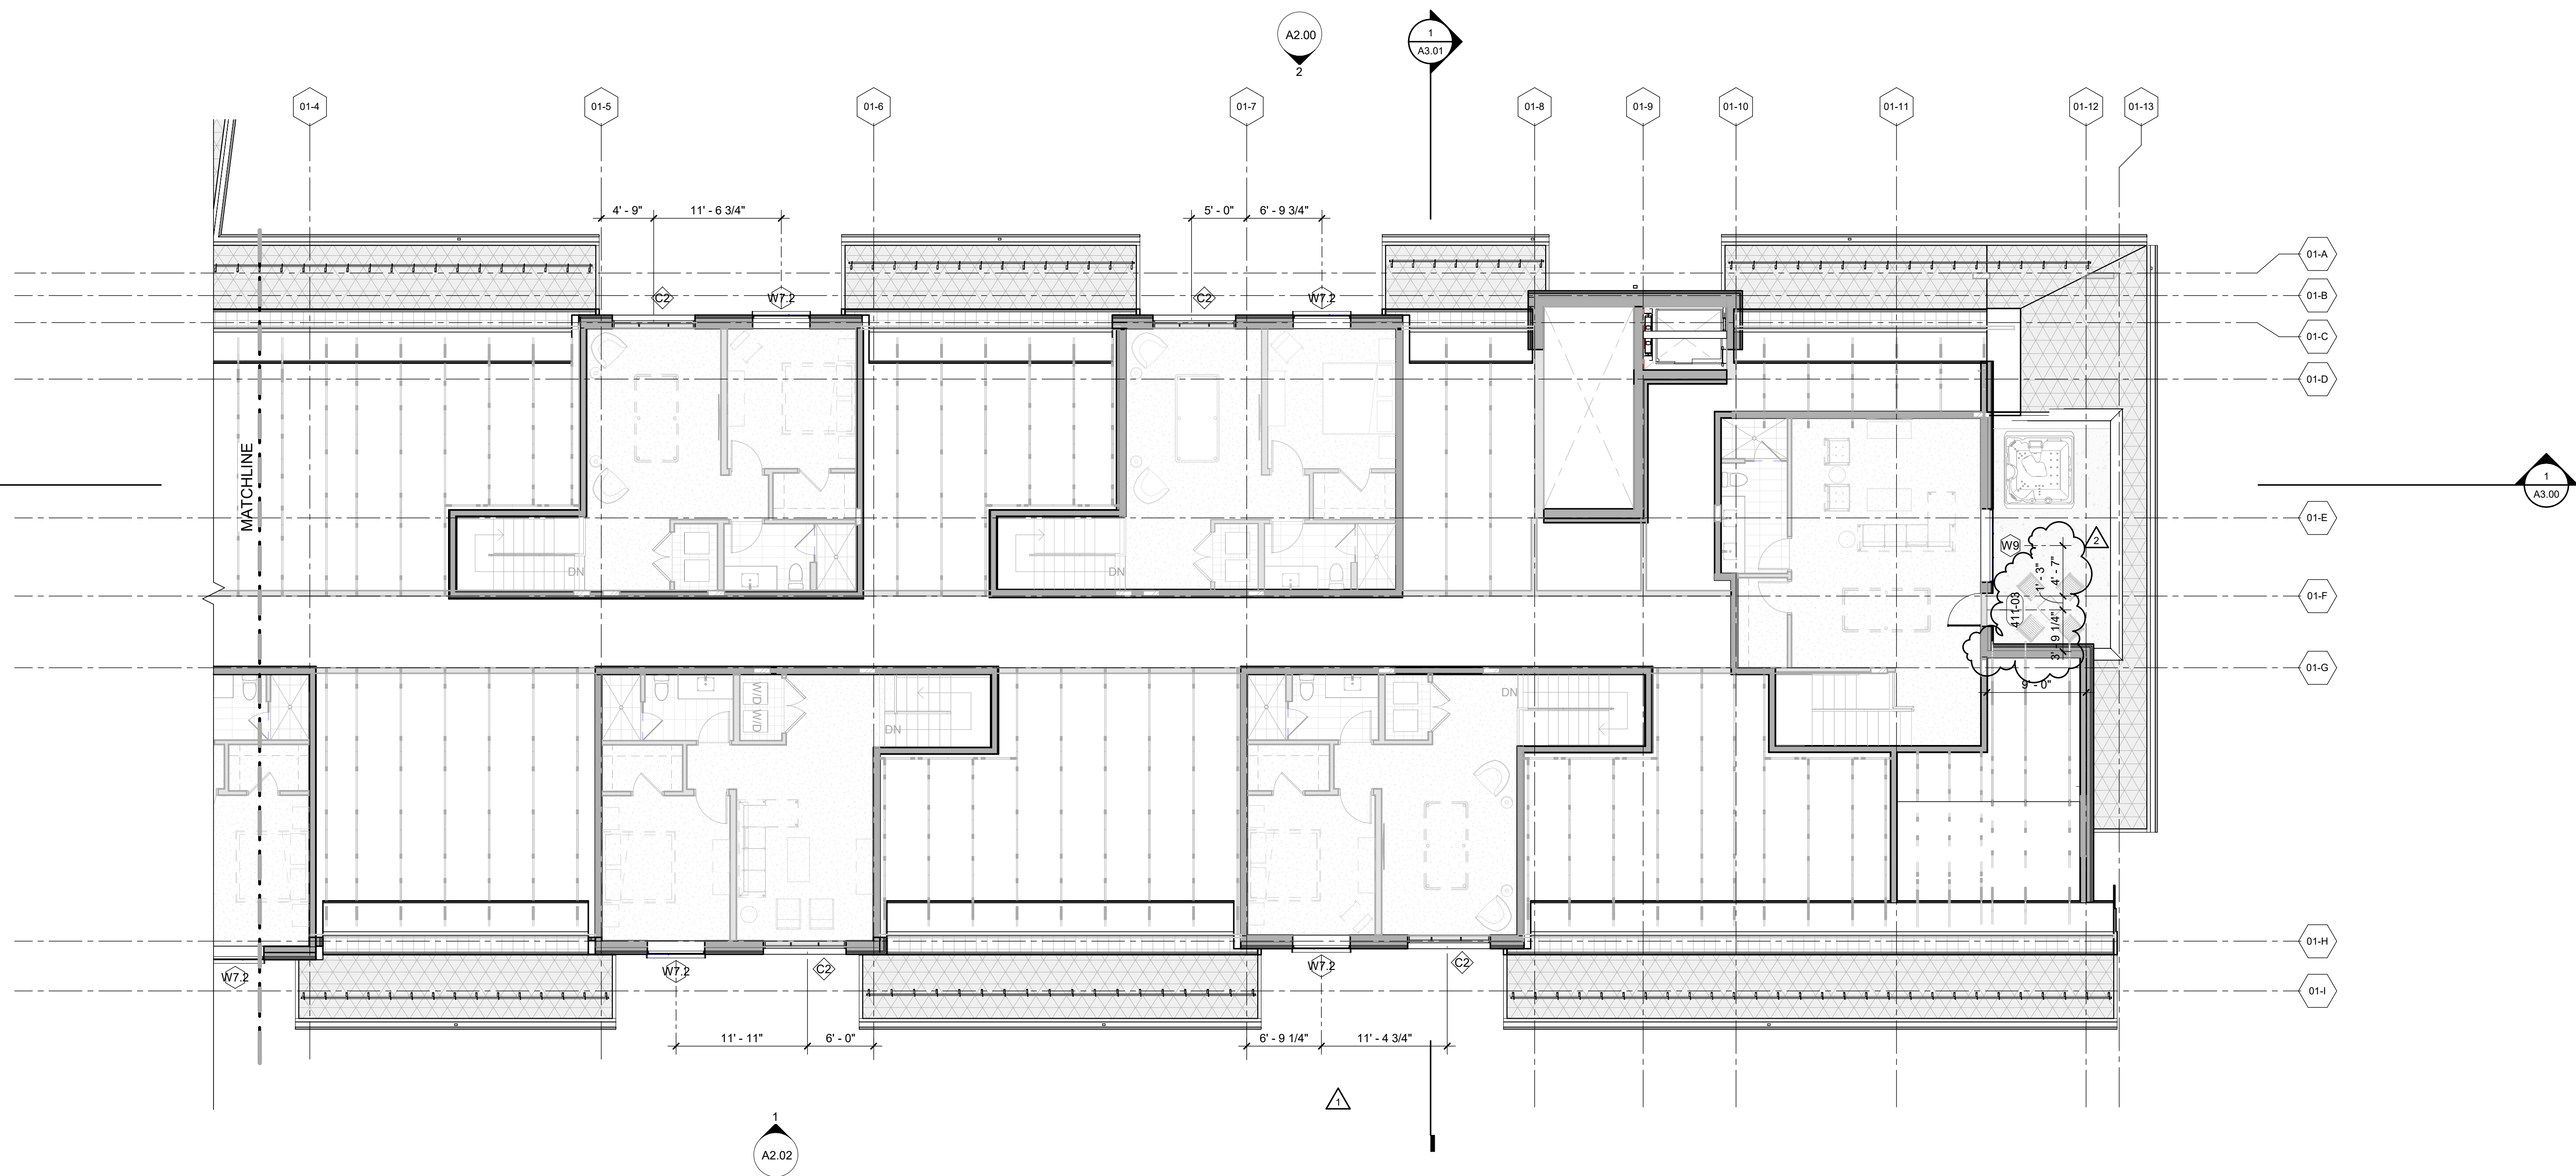 A2.00
2
1
A3.01
01-4
01-5
01-6
01-7
01-8
01-9
01-10
01-11
01-12
01-13
4' - 9"
11' - 6 3/4"
5' - 0"
6' - 9 3/4"
01-A
01-B
01-C
01-D
01-E
01-F
01-G
01-H
01-I
C2
W7.2
C2
W7.2
MATCHLINE
1
A3.00
W9
2
1' - 3"
4' - 7"
411-03
3' - 9 1/4"
9' - 0"
DN
DN
W/D
W/D
DN
DN
W7.2
W7.2
C2
W7.2
C2
11' - 11"
6' - 0"
6' - 9 1/4"
11' - 4 3/4"
1
1
A2.02